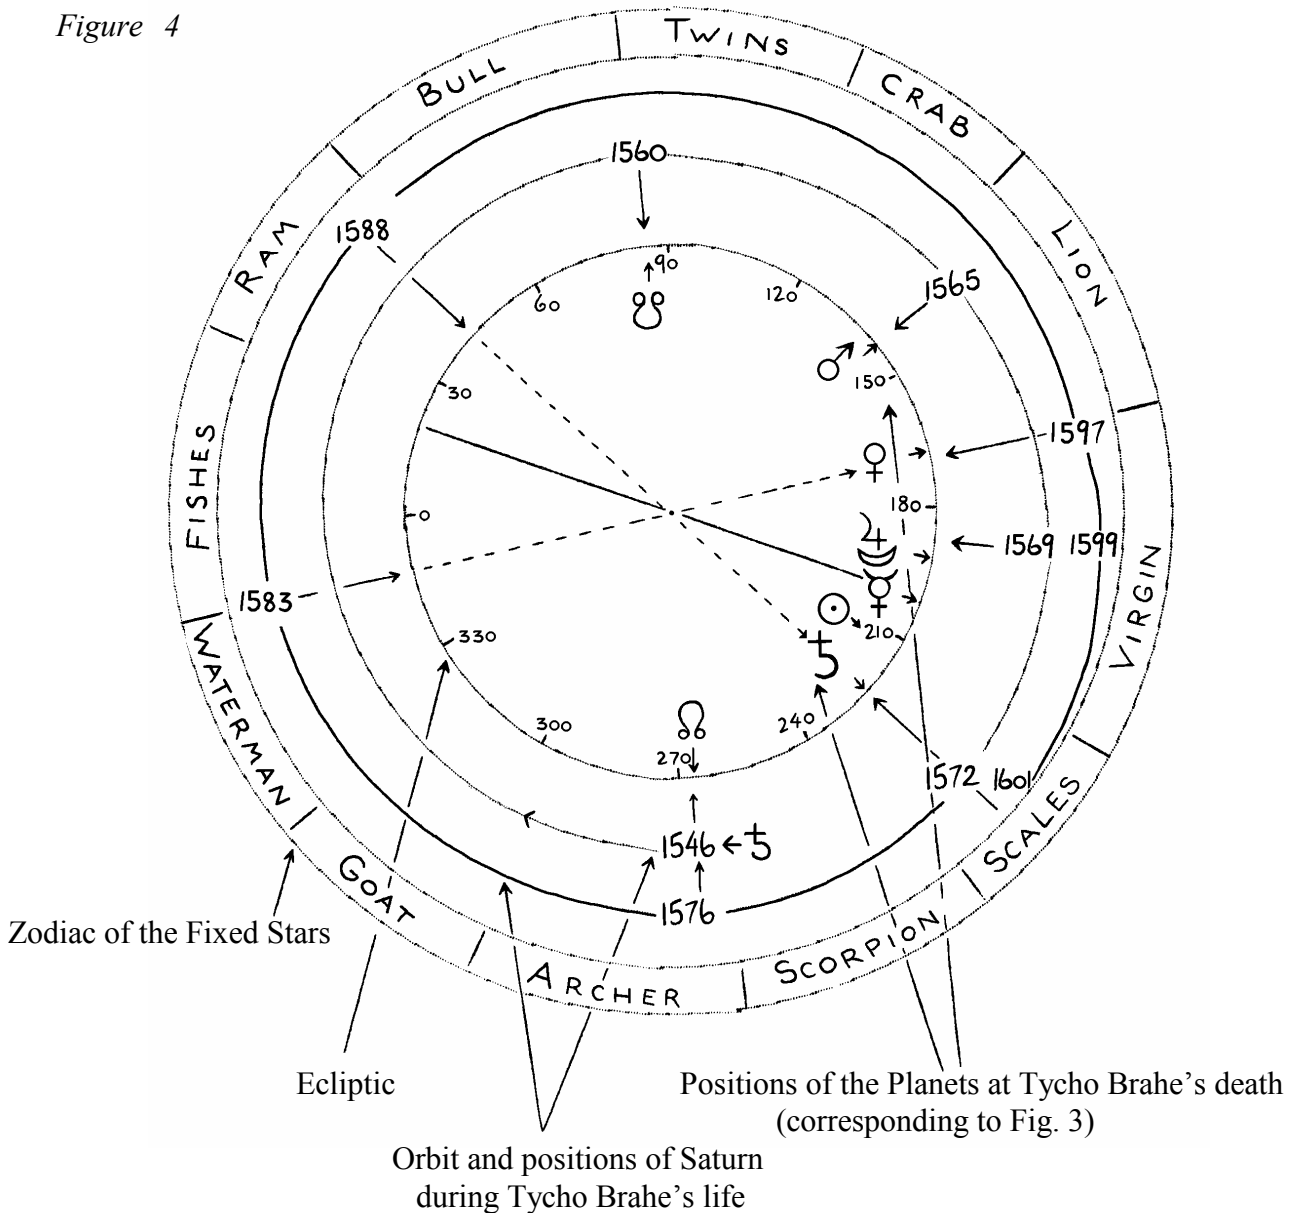 Figure 4
TWINS
BULL
CRAB
RAM
LION
FISHES
VIRGIN
WATERMAN
SCALES
GOAT
SCORPION
ARCHER
1560
1588
1565
1597
1569 1599
1583
1572 1601
1546
1576
90
60
120
30
150
0
180
330
210
300
240
270
Zodiac of the Fixed Stars
Ecliptic
Positions of the Planets at Tycho Brahe’s death
(corresponding to Fig. 3)
Orbit and positions of Saturn
during Tycho Brahe’s life